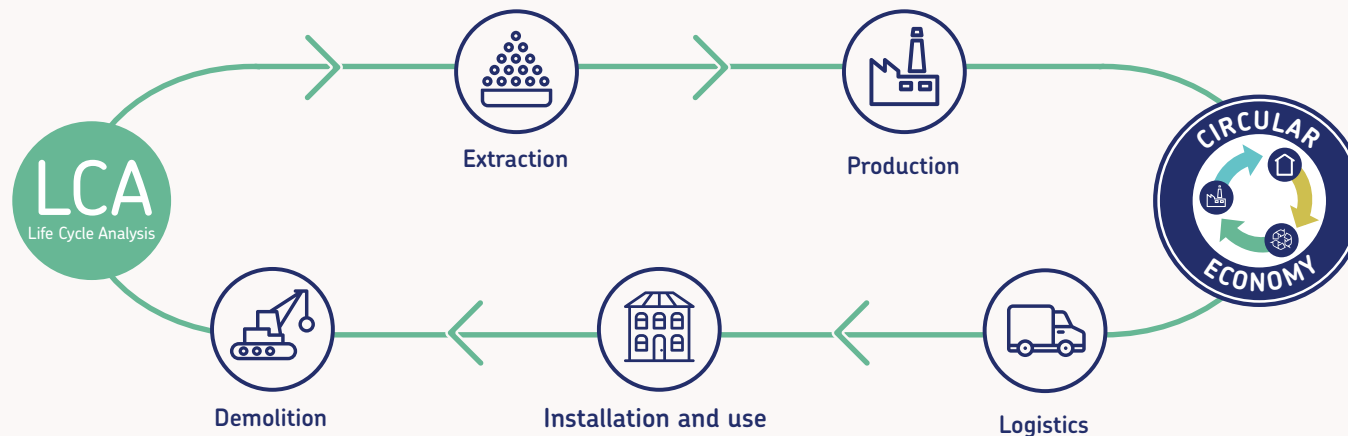 LCA
Life Cycle Analysis
Extraction
Production
CIRCULAR
ECONOMY
Demolition
Installation and use
Logistics